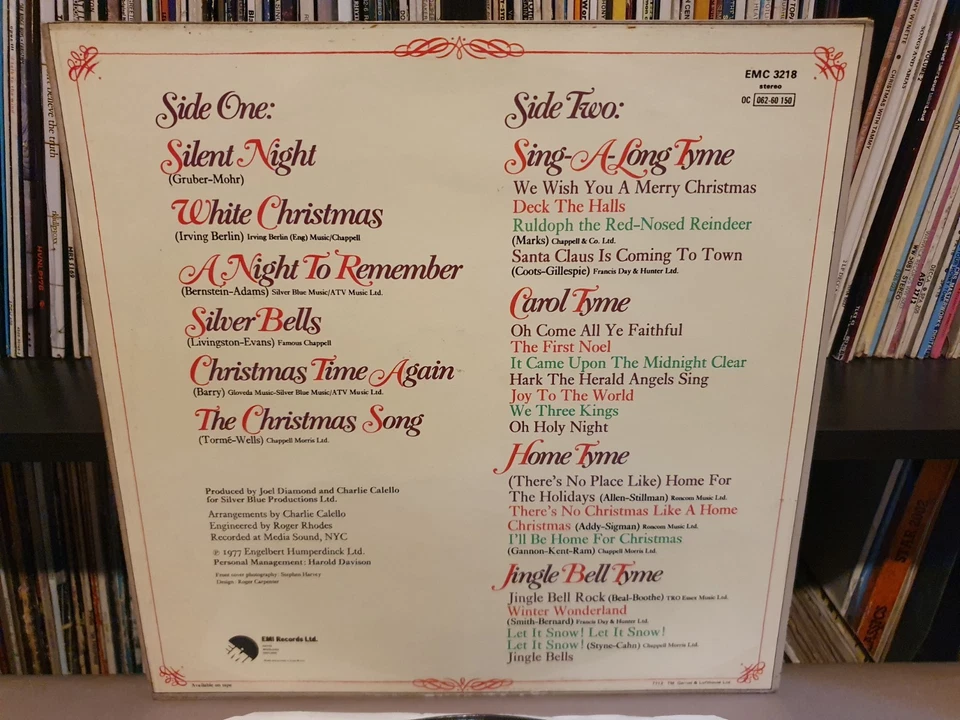 EMC 3218
stereo
OC 062-60 150
Side One:
Silent Night
(Gruber-Mohr)
White Christmas
(Irving Berlin) Irving Berlin (Eng) Music/Chappell
A Night To Remember
(Bernstein-Adams) Silver Blue Music/ATV Music Ltd.
Silver Bells
(Livingston-Evans) Famous Chappell
Christmas Time Again
(Barry) Gloveda Music-Silver Blue Music/ATV Music Ltd.
The Christmas Song
(Tormé-Wells) Chappell Morris Ltd.
Produced by Joel Diamond and Charlie Calello
for Silver Blue Productions Ltd.
Arrangements by Charlie Calello
Engineered by Roger Rhodes
Recorded at Media Sound, NYC
℗ 1977 Engelbert Humperdinck Ltd.
Personal Management: Harold Davison
Front cover photography: Stephen Harvey
Design: Roger Carpenter
EMI Records Ltd.
Available on tape
Side Two:
Sing-A-Long Tyme
We Wish You A Merry Christmas
Deck The Halls
Ruldoph the Red-Nosed Reindeer
(Marks) Chappell & Co. Ltd.
Santa Claus Is Coming To Town
(Coots-Gillespie) Francis Day & Hunter Ltd.
Carol Tyme
Oh Come All Ye Faithful
The First Noel
It Came Upon The Midnight Clear
Hark The Herald Angels Sing
Joy To The World
We Three Kings
Oh Holy Night
Home Tyme
(There's No Place Like) Home For
The Holidays (Allen-Stillman) Roncom Music Ltd.
There's No Christmas Like A Home
Christmas (Addy-Sigman) Roncom Music Ltd.
I'll Be Home For Christmas
(Gannon-Kent-Ram) Chappell Morris Ltd.
Jingle Bell Tyme
Jingle Bell Rock (Beal-Boothe) TRO Essex Music Ltd.
Winter Wonderland
(Smith-Bernard) Francis Day & Hunter Ltd.
Let It Snow! Let It Snow!
Let It Snow! (Styne-Cahn) Chappell Morris Ltd.
Jingle Bells